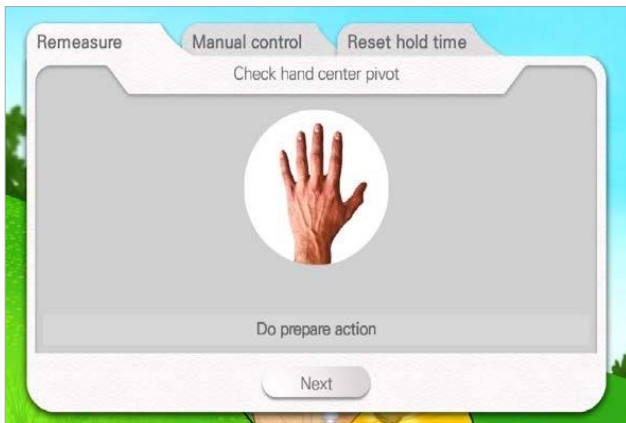 Remeasure
Manual control
Reset hold time
Check hand center pivot
Do prepare action
Next